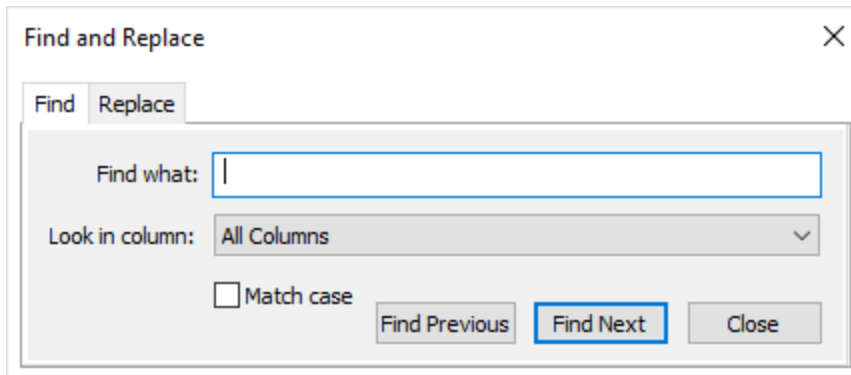 Find and Replace
Find Replace
Find what:
Look in column: All Columns
Match case
Find Previous Find Next Close